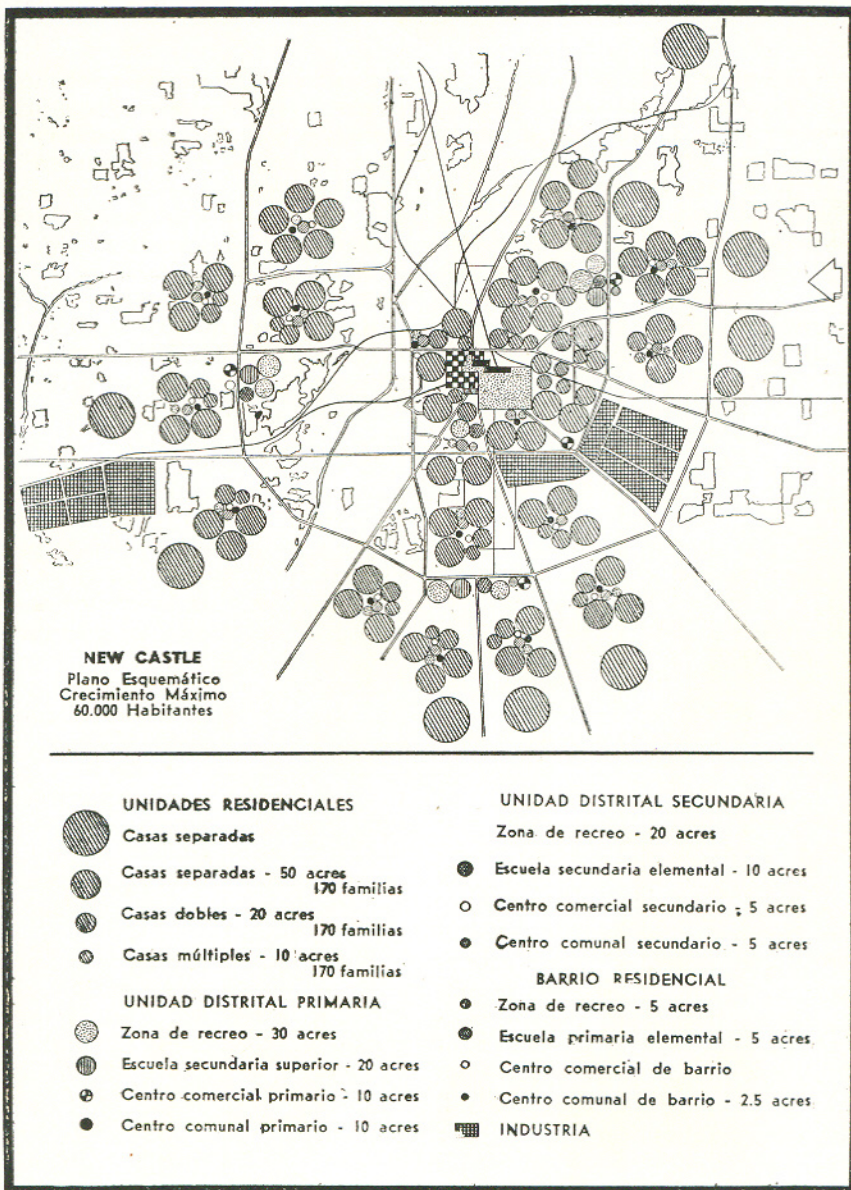 NEW CASTLE
Plano Esquemático
Crecimiento Máximo
60.000 Habitantes
UNIDADES RESIDENCIALES
Casas separadas
Casas separadas - 50 acres
170 familias
Casas dobles - 20 acres
170 familias
Casas múltiples - 10 acres
170 familias
UNIDAD DISTRITAL PRIMARIA
Zona de recreo - 30 acres
Escuela secundaria superior - 20 acres
Centro comercial primario - 10 acres
Centro comunal primario - 10 acres
UNIDAD DISTRITAL SECUNDARIA
Zona de recreo - 20 acres
Escuela secundaria elemental - 10 acres
Centro comercial secundario - 5 acres
Centro comunal secundario - 5 acres
BARRIO RESIDENCIAL
Zona de recreo - 5 acres
Escuela primaria elemental - 5 acres
Centro comercial de barrio
Centro comunal de barrio - 2.5 acres
INDUSTRIA